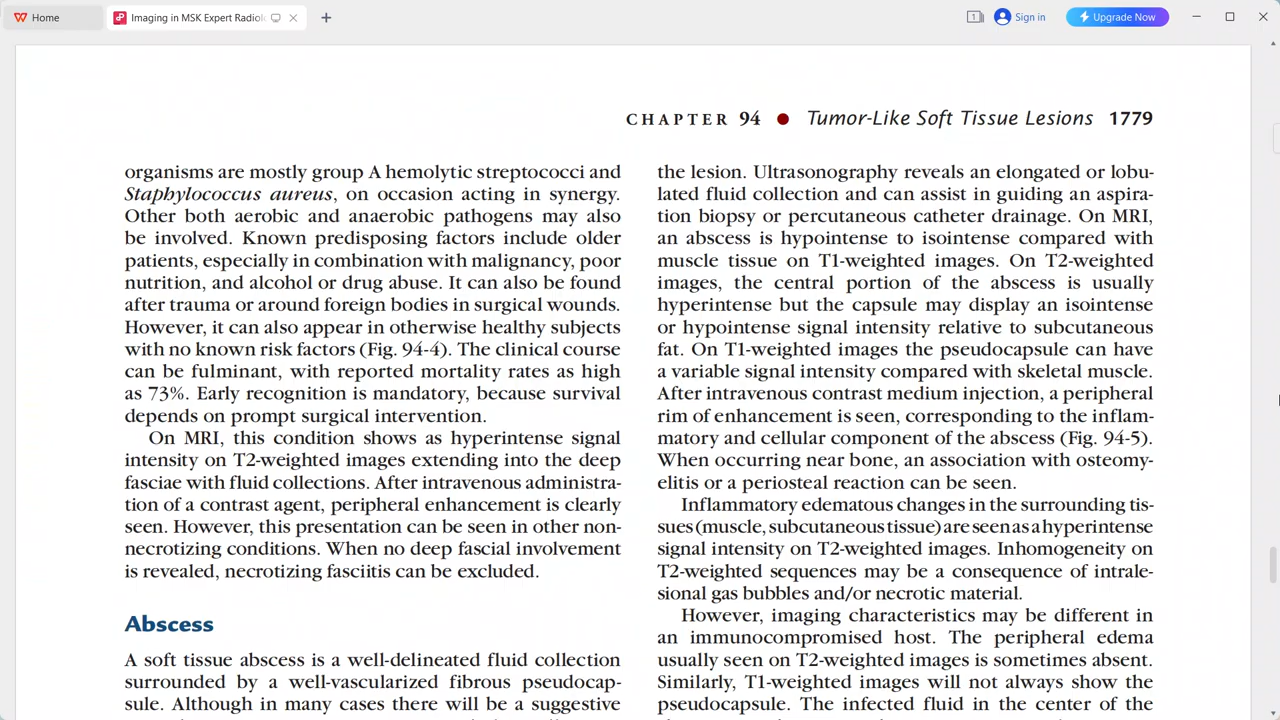 Home
Imaging in MSK Expert Radiol
Sign in
Upgrade Now
CHAPTER 94 ● Tumor-Like Soft Tissue Lesions 1779
organisms are mostly group A hemolytic streptococci and
Staphylococcus aureus, on occasion acting in synergy.
Other both aerobic and anaerobic pathogens may also
be involved. Known predisposing factors include older
patients, especially in combination with malignancy, poor
nutrition, and alcohol or drug abuse. It can also be found
after trauma or around foreign bodies in surgical wounds.
However, it can also appear in otherwise healthy subjects
with no known risk factors (Fig. 94-4). The clinical course
can be fulminant, with reported mortality rates as high
as 73%. Early recognition is mandatory, because survival
depends on prompt surgical intervention.
On MRI, this condition shows as hyperintense signal
intensity on T2-weighted images extending into the deep
fasciae with fluid collections. After intravenous administra-
tion of a contrast agent, peripheral enhancement is clearly
seen. However, this presentation can be seen in other non-
necrotizing conditions. When no deep fascial involvement
is revealed, necrotizing fasciitis can be excluded.
Abscess
A soft tissue abscess is a well-delineated fluid collection
surrounded by a well-vascularized fibrous pseudocap-
sule. Although in many cases there will be a suggestive
the lesion. Ultrasonography reveals an elongated or lobu-
lated fluid collection and can assist in guiding an aspira-
tion biopsy or percutaneous catheter drainage. On MRI,
an abscess is hypointense to isointense compared with
muscle tissue on T1-weighted images. On T2-weighted
images, the central portion of the abscess is usually
hyperintense but the capsule may display an isointense
or hypointense signal intensity relative to subcutaneous
fat. On T1-weighted images the pseudocapsule can have
a variable signal intensity compared with skeletal muscle.
After intravenous contrast medium injection, a peripheral
rim of enhancement is seen, corresponding to the inflam-
matory and cellular component of the abscess (Fig. 94-5).
When occurring near bone, an association with osteomy-
elitis or a periosteal reaction can be seen.
Inflammatory edematous changes in the surrounding tis-
sues (muscle, subcutaneous tissue) are seen as a hyperintense
signal intensity on T2-weighted images. Inhomogeneity on
T2-weighted sequences may be a consequence of intrale-
sional gas bubbles and/or necrotic material.
However, imaging characteristics may be different in
an immunocompromised host. The peripheral edema
usually seen on T2-weighted images is sometimes absent.
Similarly, T1-weighted images will not always show the
pseudocapsule. The infected fluid in the center of the